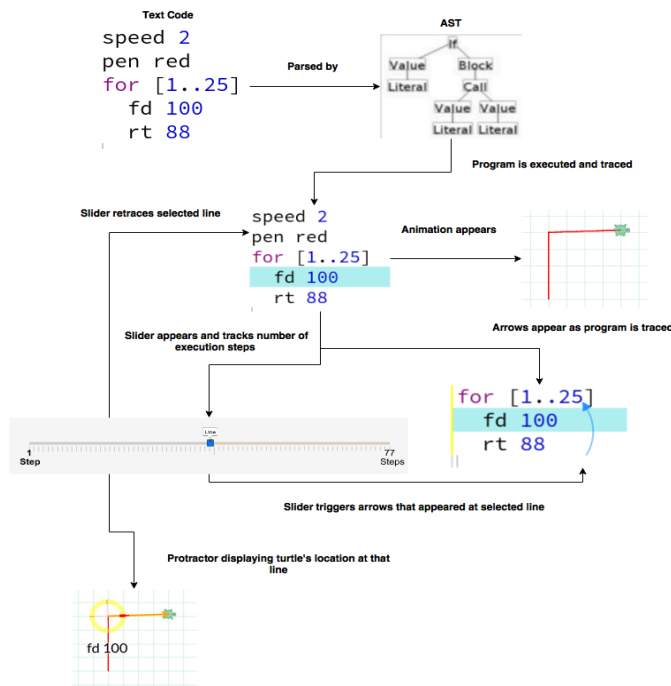 Text Code
speed 2
pen red
for [1..25]
fd 100
rt 88
Parsed by
AST
If
Value Block
Literal Call
Value Value
Literal Literal
Program is executed and traced
Slider retraces selected line
speed 2
pen red
for [1..25]
fd 100
rt 88
Animation appears
Arrows appear as program is traced
Slider appears and tracks number of
execution steps
for [1..25]
fd 100
rt 88
Line
1
Step
77
Steps
Slider triggers arrows that appeared at selected line
Protractor displaying turtle's location at that
line
fd 100